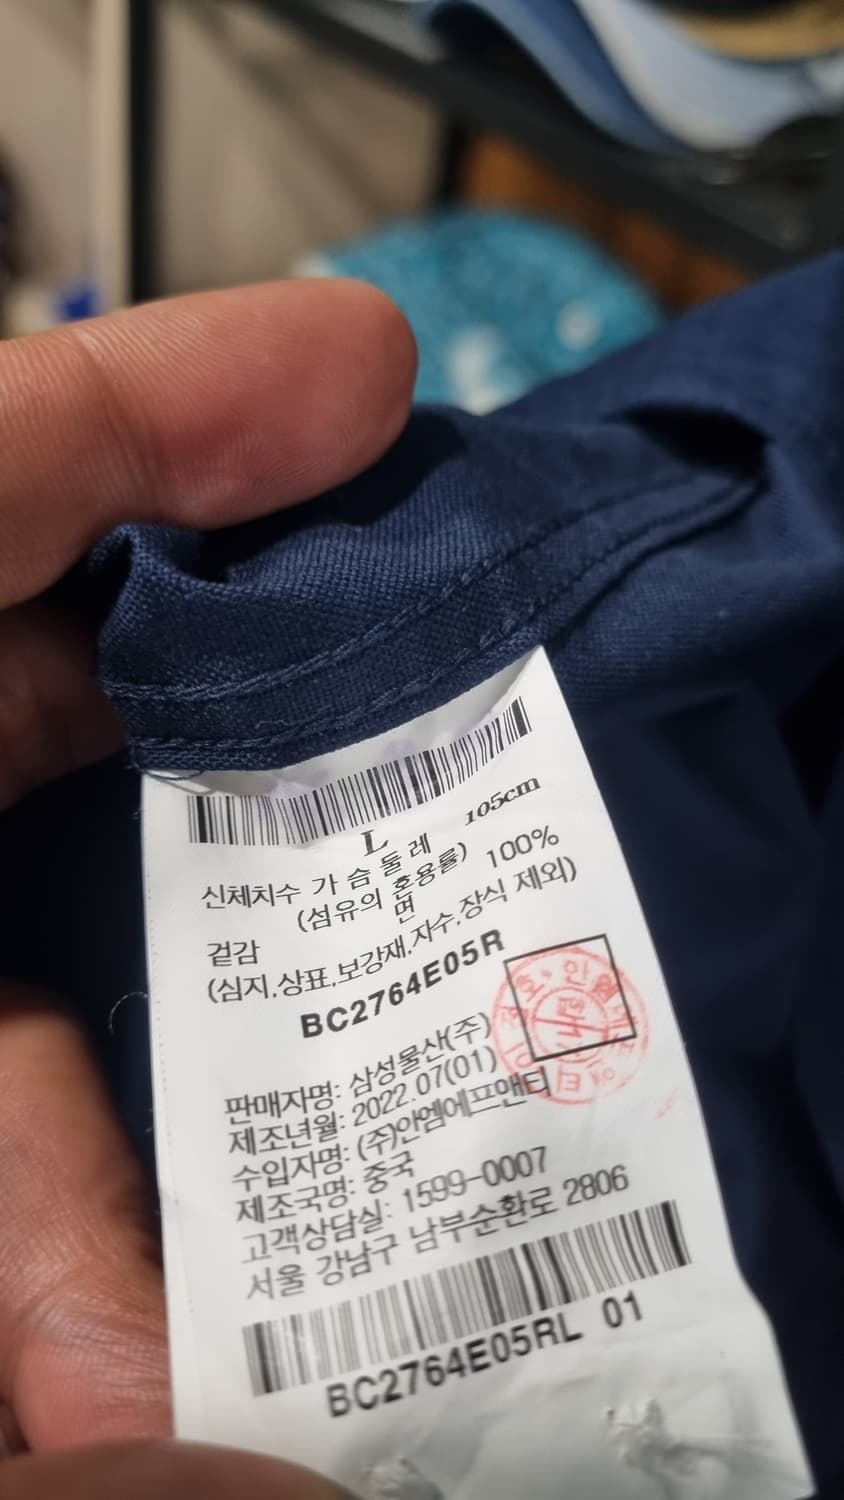 L
신체치수 가슴둘레 105cm
(섬유의 혼용률)
겉감 면 100%
(심지.상표.보강재.자수.장식 제외)
BC2764E05R
판매자명: 삼성물산(주)
제조년월: 2022.07(01)
수입자명: (주)안엠에프앤티
제조국명: 중국
고객상담실: 1599-0007
서울 강남구 남부순환로 2806
BC2764E05RL 01